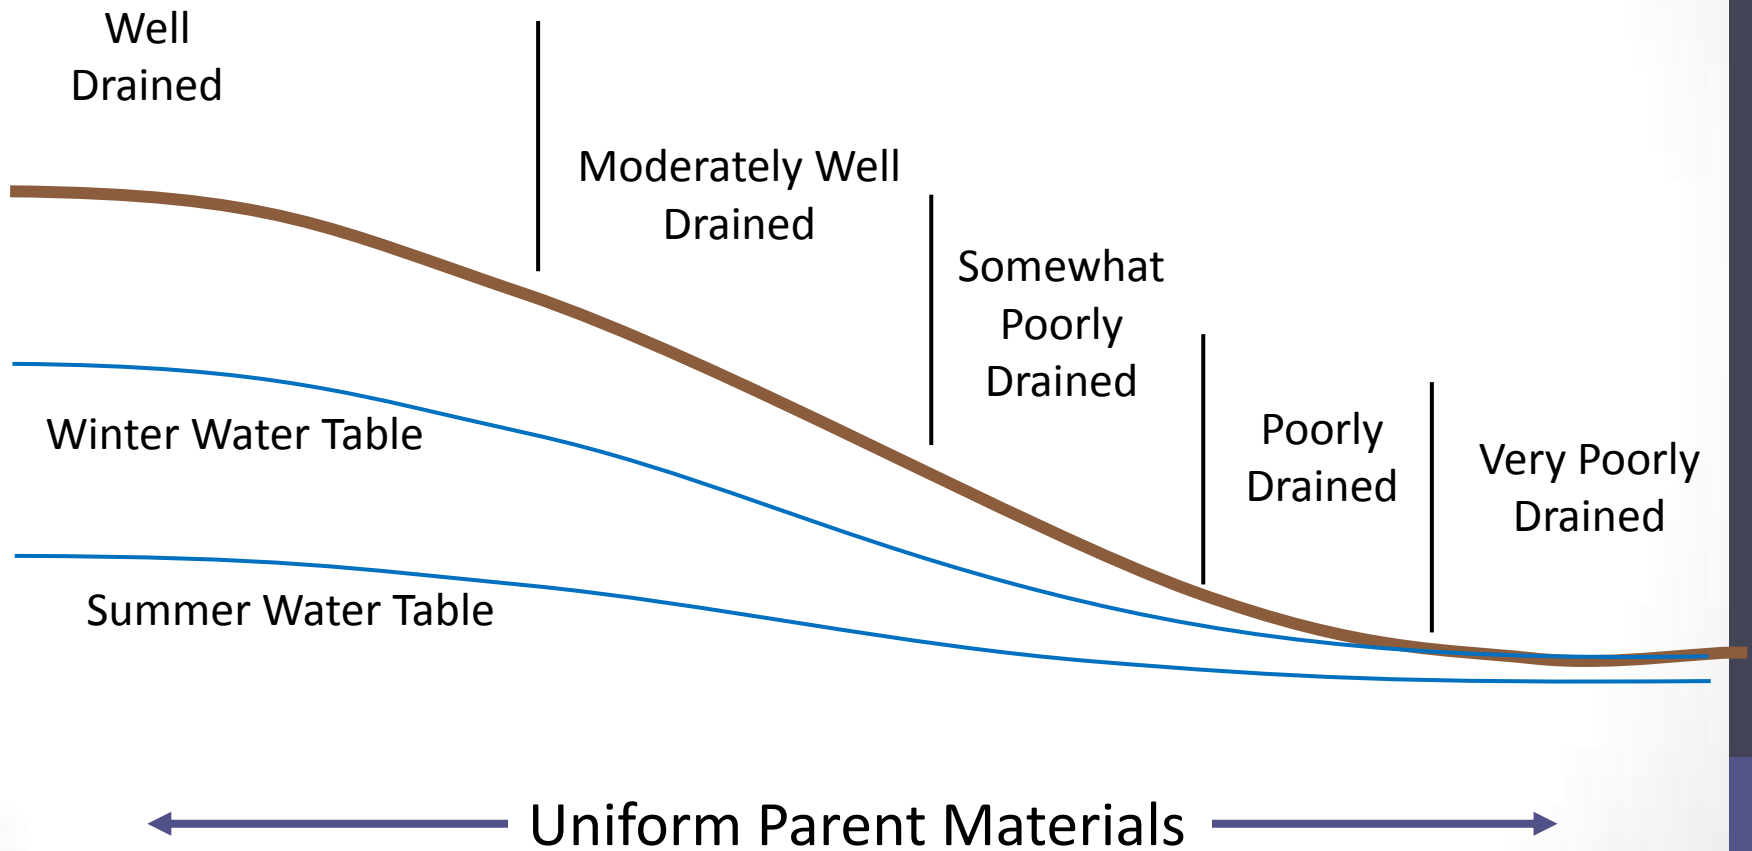 Well
Drained
Moderately Well
Drained
Somewhat
Poorly
Drained
Poorly
Drained
Very Poorly
Drained
Winter Water Table
Summer Water Table
Uniform Parent Materials